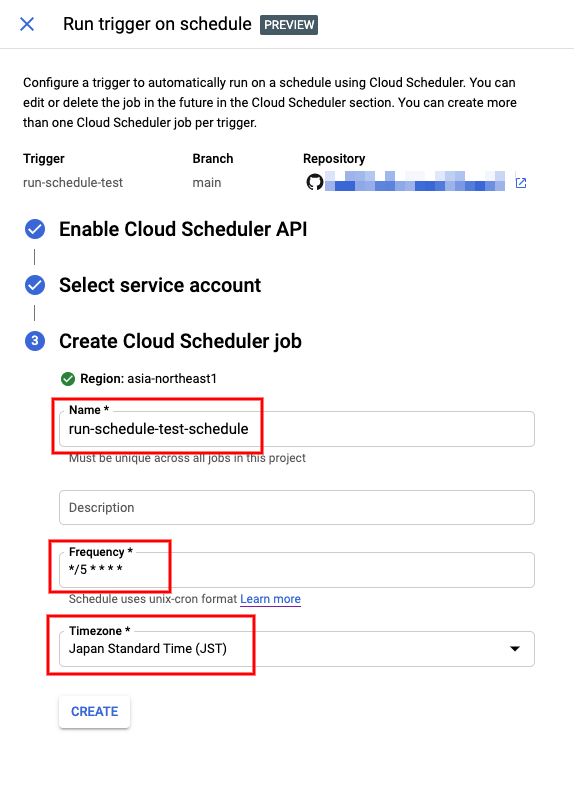 Run trigger on schedule PREVIEW
Configure a trigger to automatically run on a schedule using Cloud Scheduler. You can
edit or delete the job in the future in the Cloud Scheduler section. You can create more
than one Cloud Scheduler job per trigger.
Trigger Branch Repository
run-schedule-test main
Enable Cloud Scheduler API
Select service account
3 Create Cloud Scheduler job
Region: asia-northeast1
Name *
run-schedule-test-schedule
Must be unique across all jobs in this project
Description
Frequency *
*/5 * * * *
Schedule uses unix-cron format Learn more
Timezone *
Japan Standard Time (JST)
CREATE